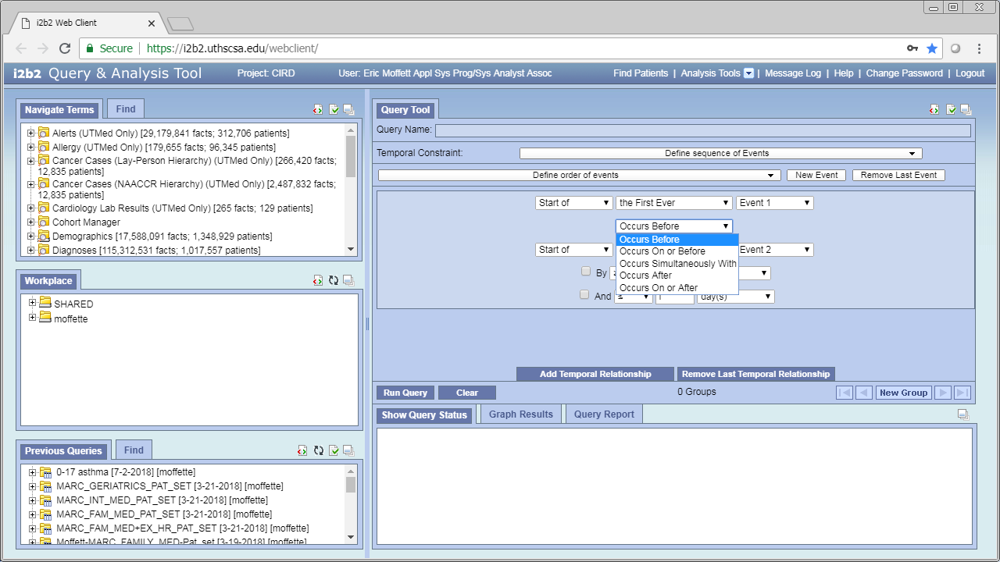 i2b2 Web Client
Secure https://i2b2.uthscsa.edu/webclient/
i2b2 Query & Analysis Tool Project: CIRD User: Eric Moffett Appl Sys Prog/Sys Analyst Assoc Find Patients | Analysis Tools | Message Log | Help | Change Password | Logout
Navigate Terms Find
Alerts (UTMed Only) [29,179,841 facts; 312,706 patients]
Allergy (UTMed Only) [179,655 facts; 96,345 patients]
Cancer Cases (Lay-Person Hierarchy) (UTMed Only) [266,420 facts;
12,835 patients]
Cancer Cases (NAACCR Hierarchy) (UTMed Only) [2,487,832 facts;
12,835 patients]
Cardiology Lab Results (UTMed Only) [265 facts; 129 patients]
Cohort Manager
Demographics [17,588,091 facts; 1,348,929 patients]
Diagnoses [115,312,531 facts; 1,017,557 patients]
Workplace
SHARED
moffette
Previous Queries Find
0-17 asthma [7-2-2018] [moffette]
MARC_GERIATRICS_PAT_SET [3-21-2018] [moffette]
MARC_INT_MED_PAT_SET [3-21-2018] [moffette]
MARC_FAM_MED_PAT_SET [3-21-2018] [moffette]
MARC_FAM_MED+EX_HR_PAT_SET [3-21-2018] [moffette]
Moffett-MARC_FAMILY_MED-Pat_set [3-19-2018] [moffette]
Query Tool
Query Name:
Temporal Constraint: Define sequence of Events
Define order of events New Event Remove Last Event
Start of the First Ever Event 1
Occurs Before
Occurs Before
Occurs On or Before
Start of Event 2
Occurs Simultaneously With
By
Occurs After
Occurs On or After
And ≤ 1 day(s)
Add Temporal Relationship Remove Last Temporal Relationship
Run Query Clear 0 Groups New Group
Show Query Status Graph Results Query Report